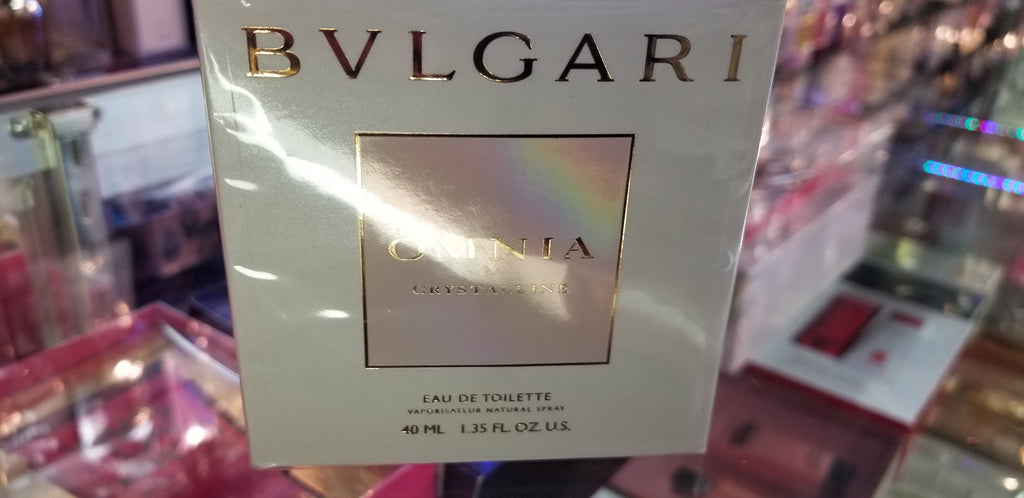 BVLGARI
OMNIA
CRYSTALLINE
EAU DE TOILETTE
VAPORISATEUR NATURAL SPRAY
40 ML 1.35 FL. OZ. U.S.